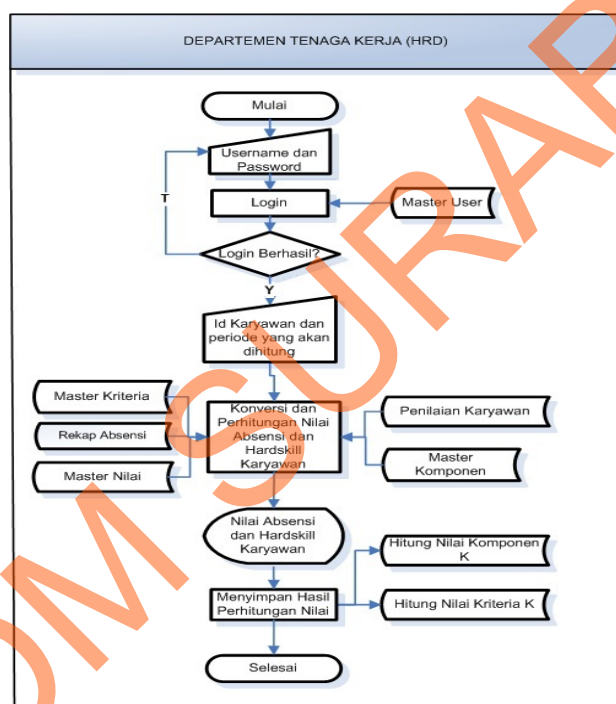 DEPARTEMEN TENAGA KERJA (HRD)
Mulai
Username dan
Password
T
Login
Master User
Login Berhasil?
Y
Id Karyawan dan
periode yang akan
dihitung
Master Kriteria
Rekap Absensi
Master Nilai
Konversi dan
Perhitungan Nilai
Absensi dan
Hardskill
Karyawan
Penilaian Karyawan
Master
Komponen
Nilai Absensi
dan Hardskill
Karyawan
Hitung Nilai Komponen
K
Menyimpan Hasil
Perhitungan Nilai
Hitung Nilai Kriteria K
Selesai